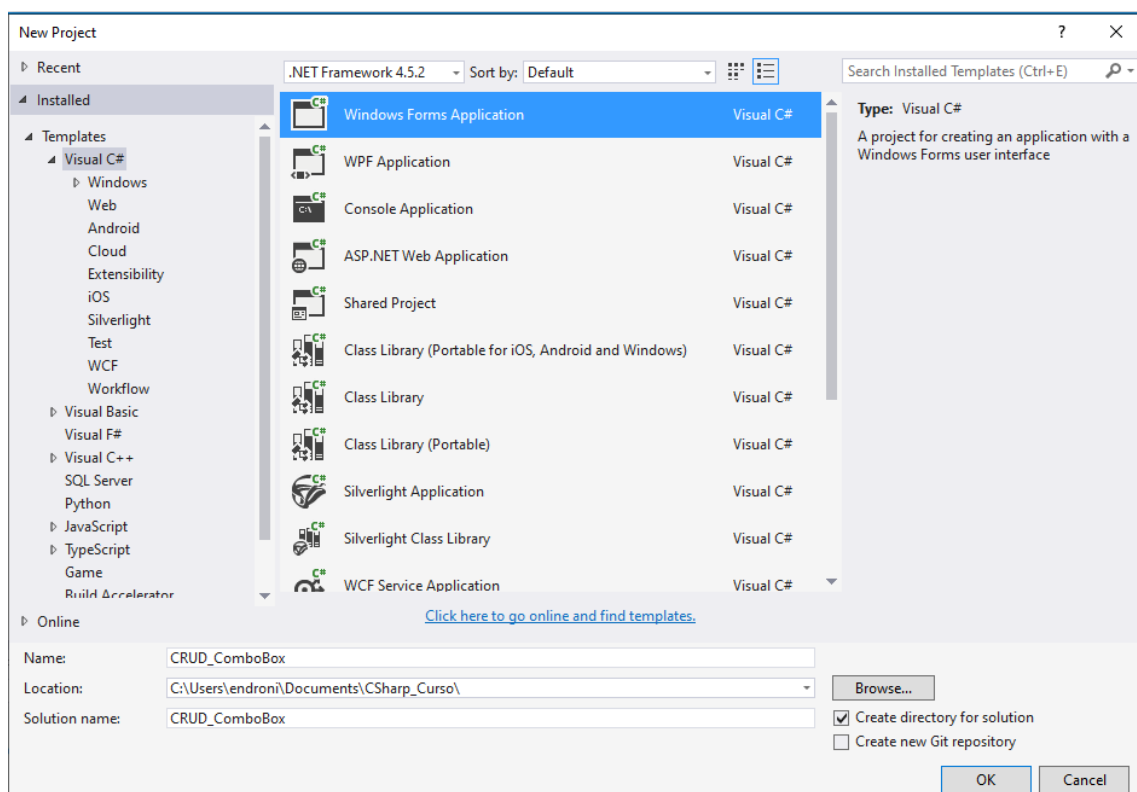 New Project
?
Recent
Installed
Templates
Visual C#
Windows
Web
Android
Cloud
Extensibility
iOS
Silverlight
Test
WCF
Workflow
Visual Basic
Visual F#
Visual C++
SQL Server
Python
JavaScript
TypeScript
Game
Build Accelerator
Online
.NET Framework 4.5.2 Sort by: Default
Windows Forms Application Visual C#
WPF Application Visual C#
Console Application Visual C#
ASP.NET Web Application Visual C#
Shared Project Visual C#
Class Library (Portable for iOS, Android and Windows) Visual C#
Class Library Visual C#
Class Library (Portable) Visual C#
Silverlight Application Visual C#
Silverlight Class Library Visual C#
WCF Service Application Visual C#
Click here to go online and find templates.
Search Installed Templates (Ctrl+E)
Type: Visual C#
A project for creating an application with a
Windows Forms user interface
Name: CRUD_ComboBox
Location: C:\Users\endroni\Documents\CSharp_Curso\ Browse...
Solution name: CRUD_ComboBox
Create directory for solution
Create new Git repository
OK Cancel